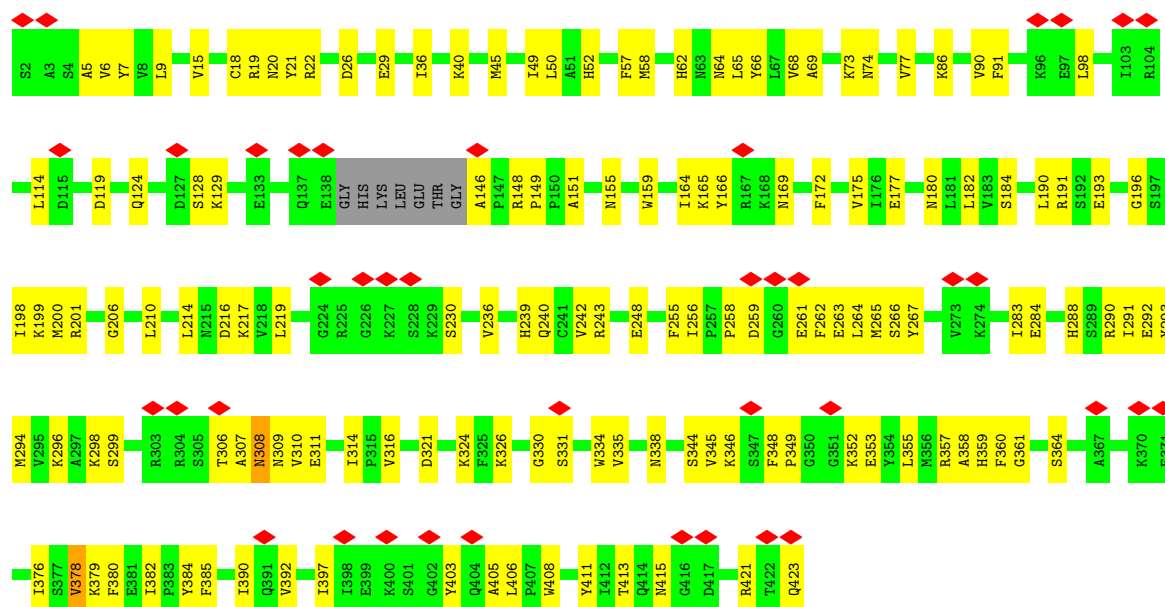 S2 A3 S4 A5 V6 Y7 V8 L9 V15 C18 R19 N20 Y21 R22 D26 E29 I36 K40 M45 I49 L50 A51 H52 F57 M58 H62 N63 N64 L65 Y66 L67 V68 A69 K73 N74 V77 K86 V90 F91 K96 E97 L98 I103 R104
L114 D115 D119 Q124 D127 S128 K129 E133 Q137 E138 GLY HIS LYS LEU GLU THR GLY A146 P147 R148 P149 P150 A151 N155 W159 I164 K165 Y166 R167 K168 N169 F172 V175 I176 E177 N180 L181 L182 V183 S184 L190 R191 S192 E193 G196 S197
I198 K199 M200 R201 G206 L210 L214 N215 D216 K217 V218 L219 G224 R225 G226 K227 S228 K229 S230 V236 H239 Q240 C241 V242 R243 E248 F255 I256 P257 P258 D259 G260 E261 F262 E263 L264 M265 S266 Y267 V273 K274 I283 E284 H288 S289 R290 I291 E292
M294 V295 K296 A297 K298 S299 R303 R304 S305 T306 A307 N308 N309 V310 E311 I314 P315 V316 D321 K324 F325 K326 G330 S331 W334 V335 N338 S344 V345 K346 S347 F348 P349 G350 G351 K352 E353 Y354 L355 M356 R357 A358 H359 F360 G361 S364 A367 K370
I376 S377 V378 K379 F380 E381 I382 P383 Y384 F385 I390 Q391 V392 I397 I398 E399 K400 S401 G402 Y403 Q404 A405 L406 P407 W408 Y411 I412 T413 Q414 N415 G416 D417 R421 T422 Q423